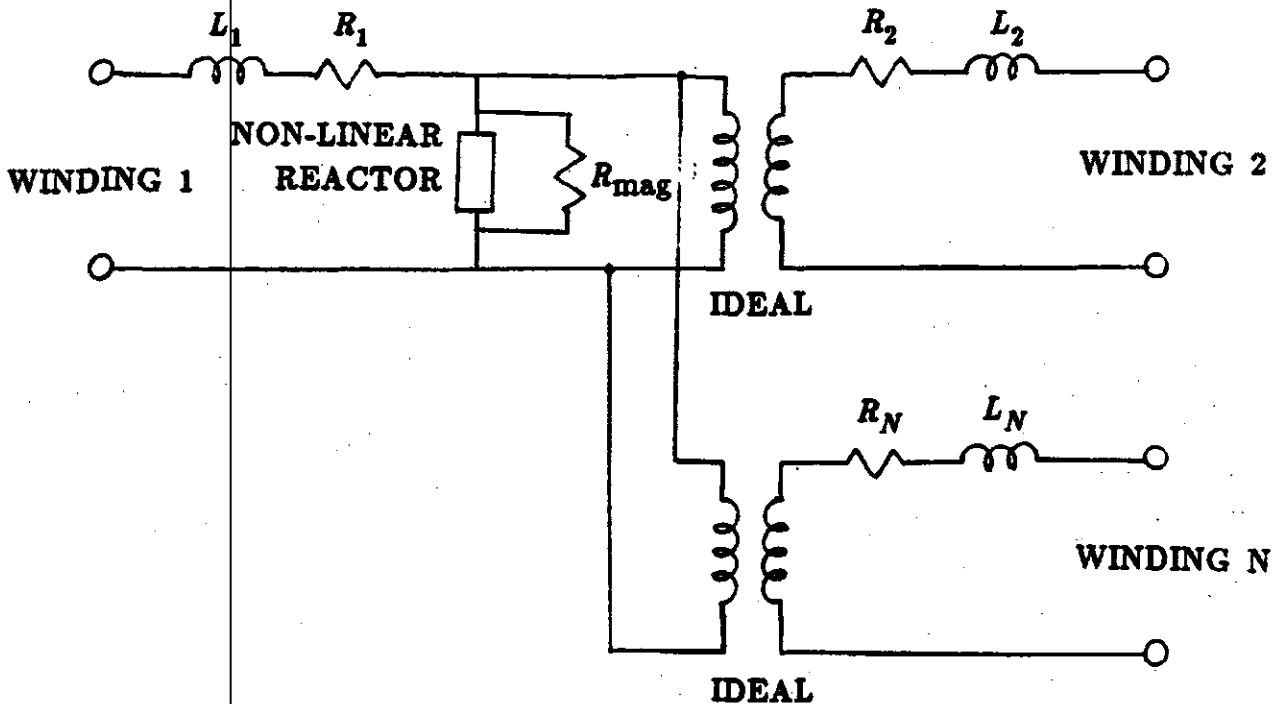 L1
R1
R2
L2
NON-LINEAR
REACTOR
Rmag
WINDING 1
WINDING 2
IDEAL
RN
LN
WINDING N
IDEAL